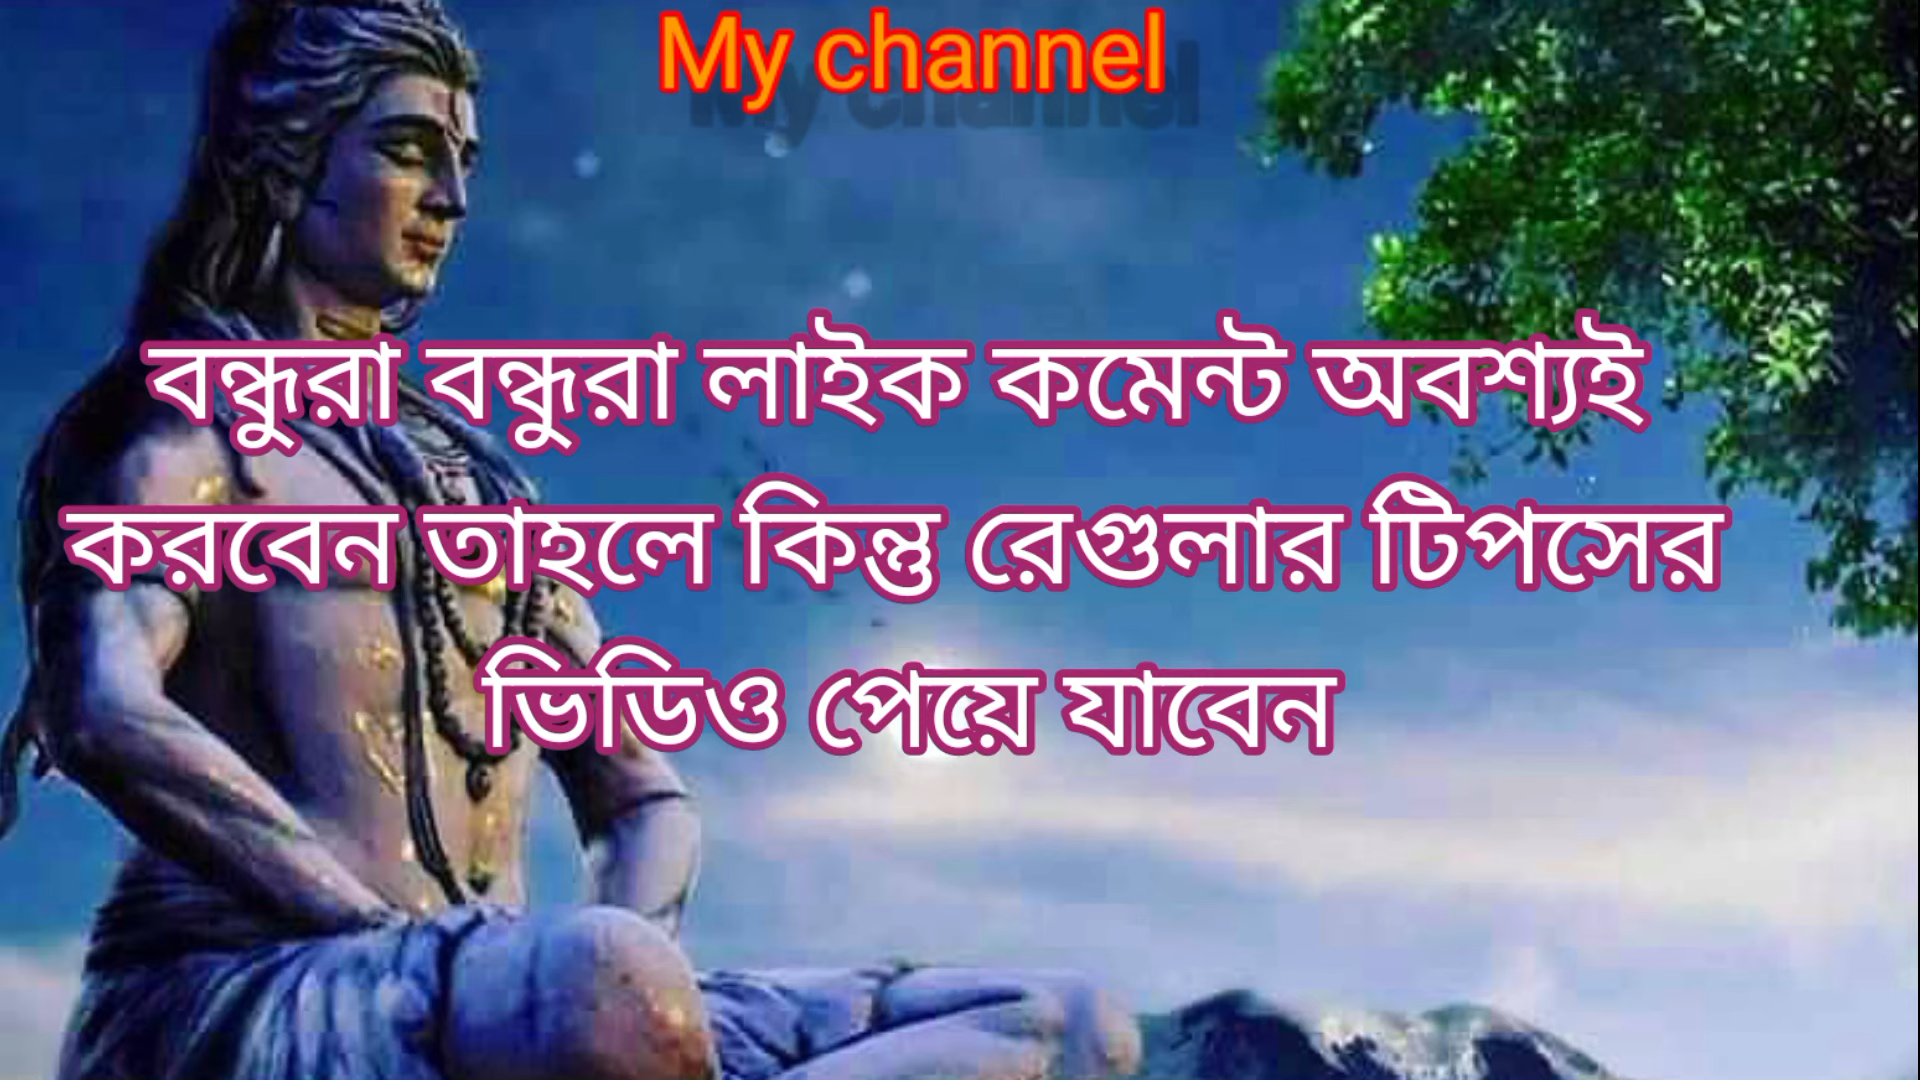 My channel
বন্ধুরা বন্ধুরা লাইক কমেন্ট অবশ্যই
করবেন তাহলে কিন্তু রেগুলার টিপসের
ভিডিও পেয়ে যাবেন